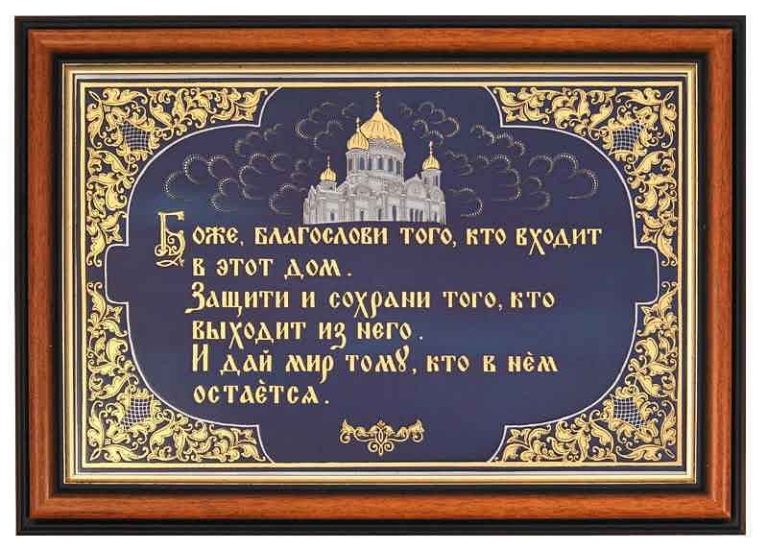 Боже, благослови того, кто входит
в этот дом.
Защити и сохрани того, кто
выходит из него.
И дай мир тому, кто в нём
остаётся.